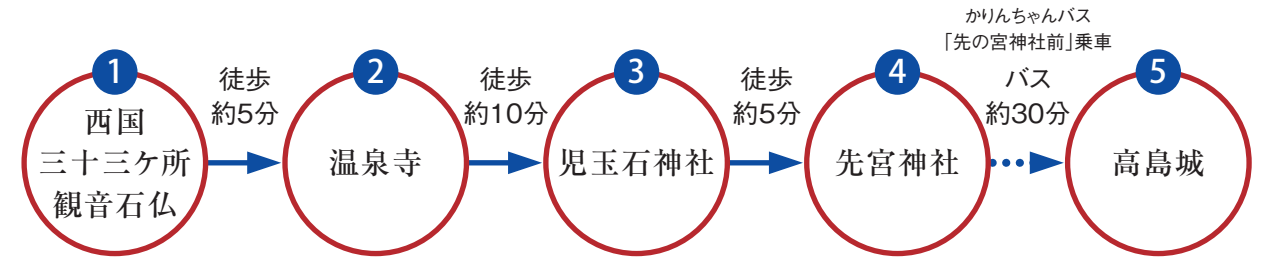 1
西国
三十三ケ所
観音石仏
徒歩
約5分
2
温泉寺
徒歩
約10分
3
児玉石神社
徒歩
約5分
4
先宮神社
かりんちゃんバス
「先の宮神社前」乗車
バス
約30分
5
高島城